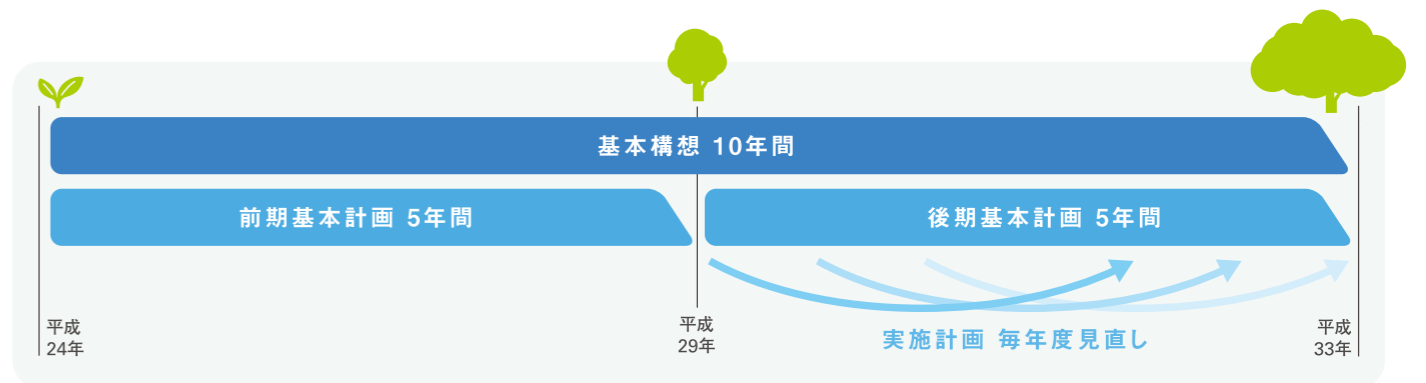 基本構想 10年間
前期基本計画 5年間
後期基本計画 5年間
平成
24年
平成
29年
実施計画 毎年度見直し
平成
33年